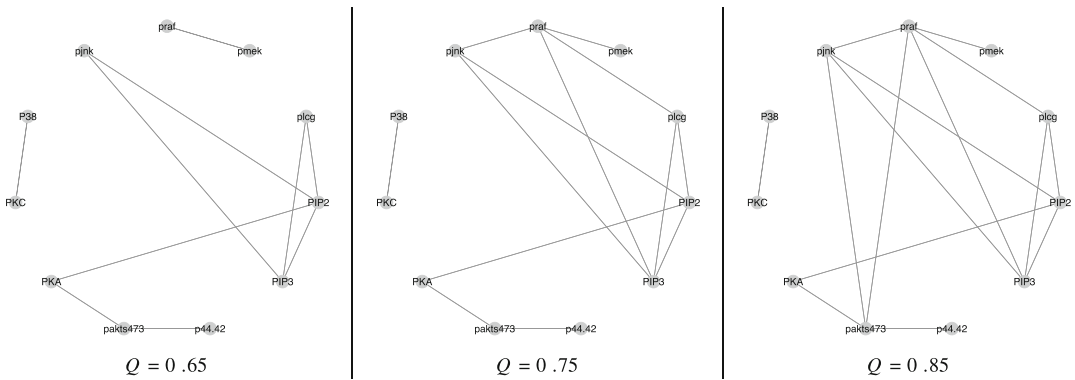 praf
pmek
pjnk
P38
plcg
PKC
PIP2
PKA
PIP3
pakts473
p44.42
Q = 0 .65
praf
pmek
pjnk
P38
plcg
PKC
PIP2
PKA
PIP3
pakts473
p44.42
Q = 0 .75
praf
pmek
pjnk
P38
plcg
PKC
PIP2
PKA
PIP3
pakts473
p44.42
Q = 0 .85